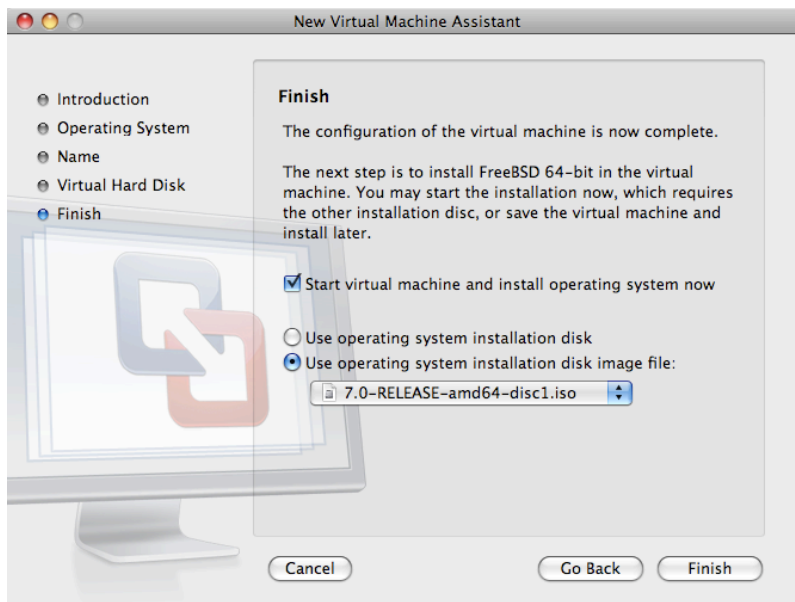 New Virtual Machine Assistant
Introduction
Operating System
Name
Virtual Hard Disk
Finish
Finish
The configuration of the virtual machine is now complete.
The next step is to install FreeBSD 64-bit in the virtual
machine. You may start the installation now, which requires
the other installation disc, or save the virtual machine and
install later.
Start virtual machine and install operating system now
Use operating system installation disk
Use operating system installation disk image file:
7.0-RELEASE-amd64-disc1.iso
Cancel
Go Back
Finish